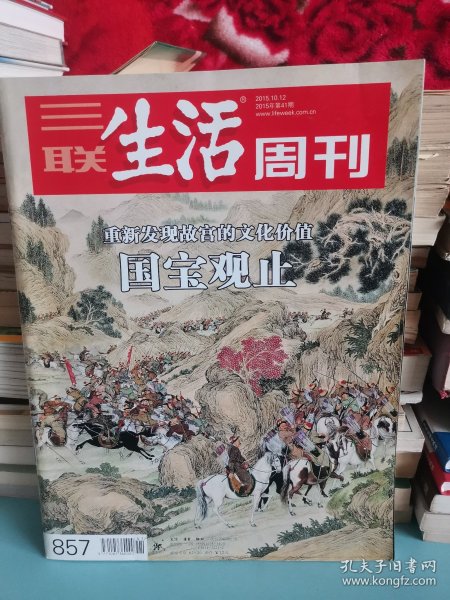 三联生活周刊
®
2015.10.12
2015年第41期
www.lifeweek.com.cn
重新发现故宫的文化价值
国宝观止
857
孔夫子旧书网
www.kongfz.com